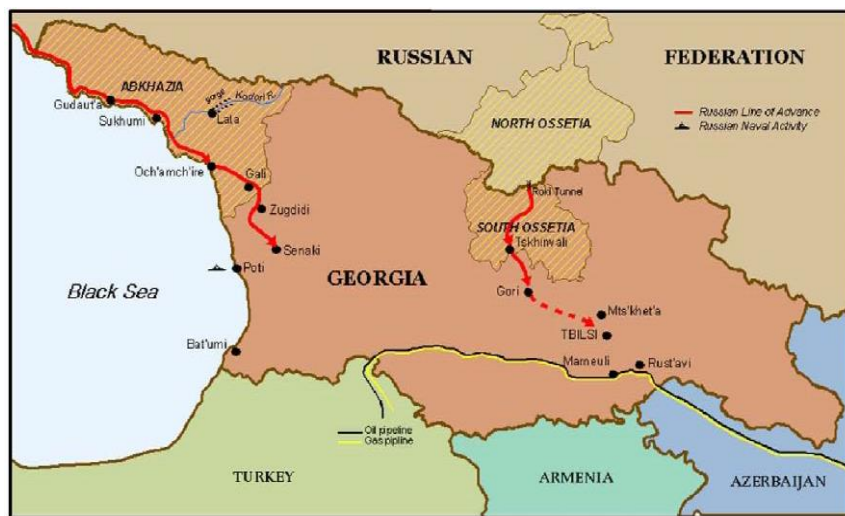 RUSSIAN FEDERATION
ABKHAZIA
Gudaut'a
Sukhumi
Gorge
Kodori R.
Lata
NORTH OSSETIA
Russian Line of Advance
Russian Naval Activity
Och'amch'ire
Gali
Zugdidi
Roki Tunnel
SOUTH OSSETIA
Tskhinvali
Senaki
Poti
GEORGIA
Black Sea
Gori
Mts'khet'a
TBILSI
Bat'umi
Marneuli
Rust'avi
Oil pipeline
Gas pipline
TURKEY
ARMENIA
AZERBAIJAN